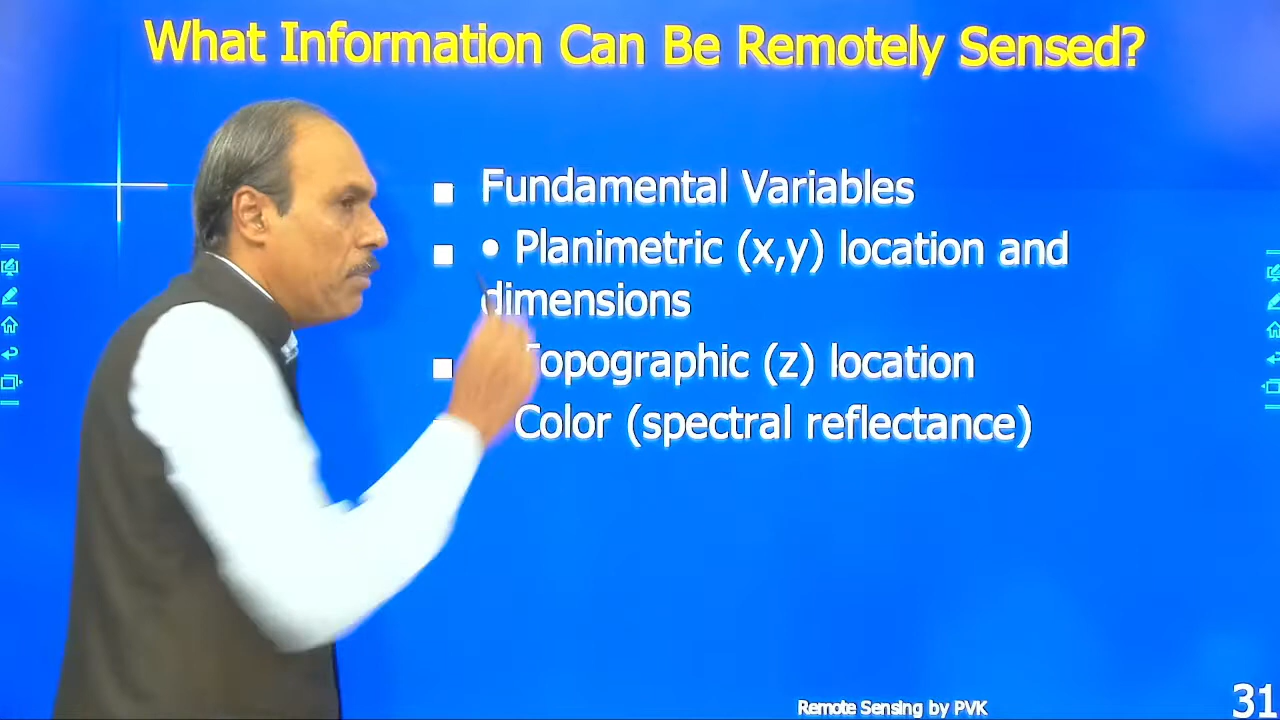 What Information Can Be Remotely Sensed?
Fundamental Variables
• Planimetric (x,y) location and
dimensions
Topographic (z) location
Color (spectral reflectance)
Remote Sensing by PVK
31